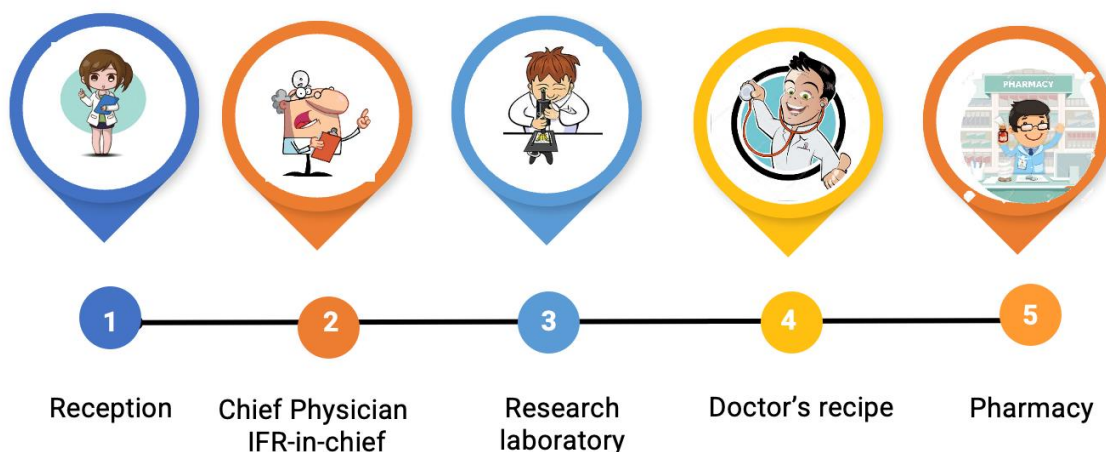 PHARMACY
1
2
3
4
5
Reception
Chief Physician
IFR-in-chief
Research
laboratory
Doctor's recipe
Pharmacy